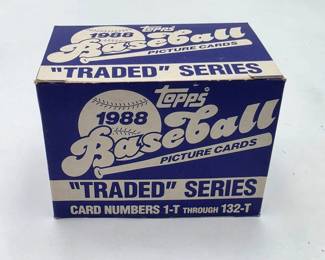 topps
1988
Baseball
PICTURE CARDS
"TRADED" SERIES
topps
1988
Baseball
PICTURE CARDS
"TRADED" SERIES
CARD NUMBERS 1-T THROUGH 132-T